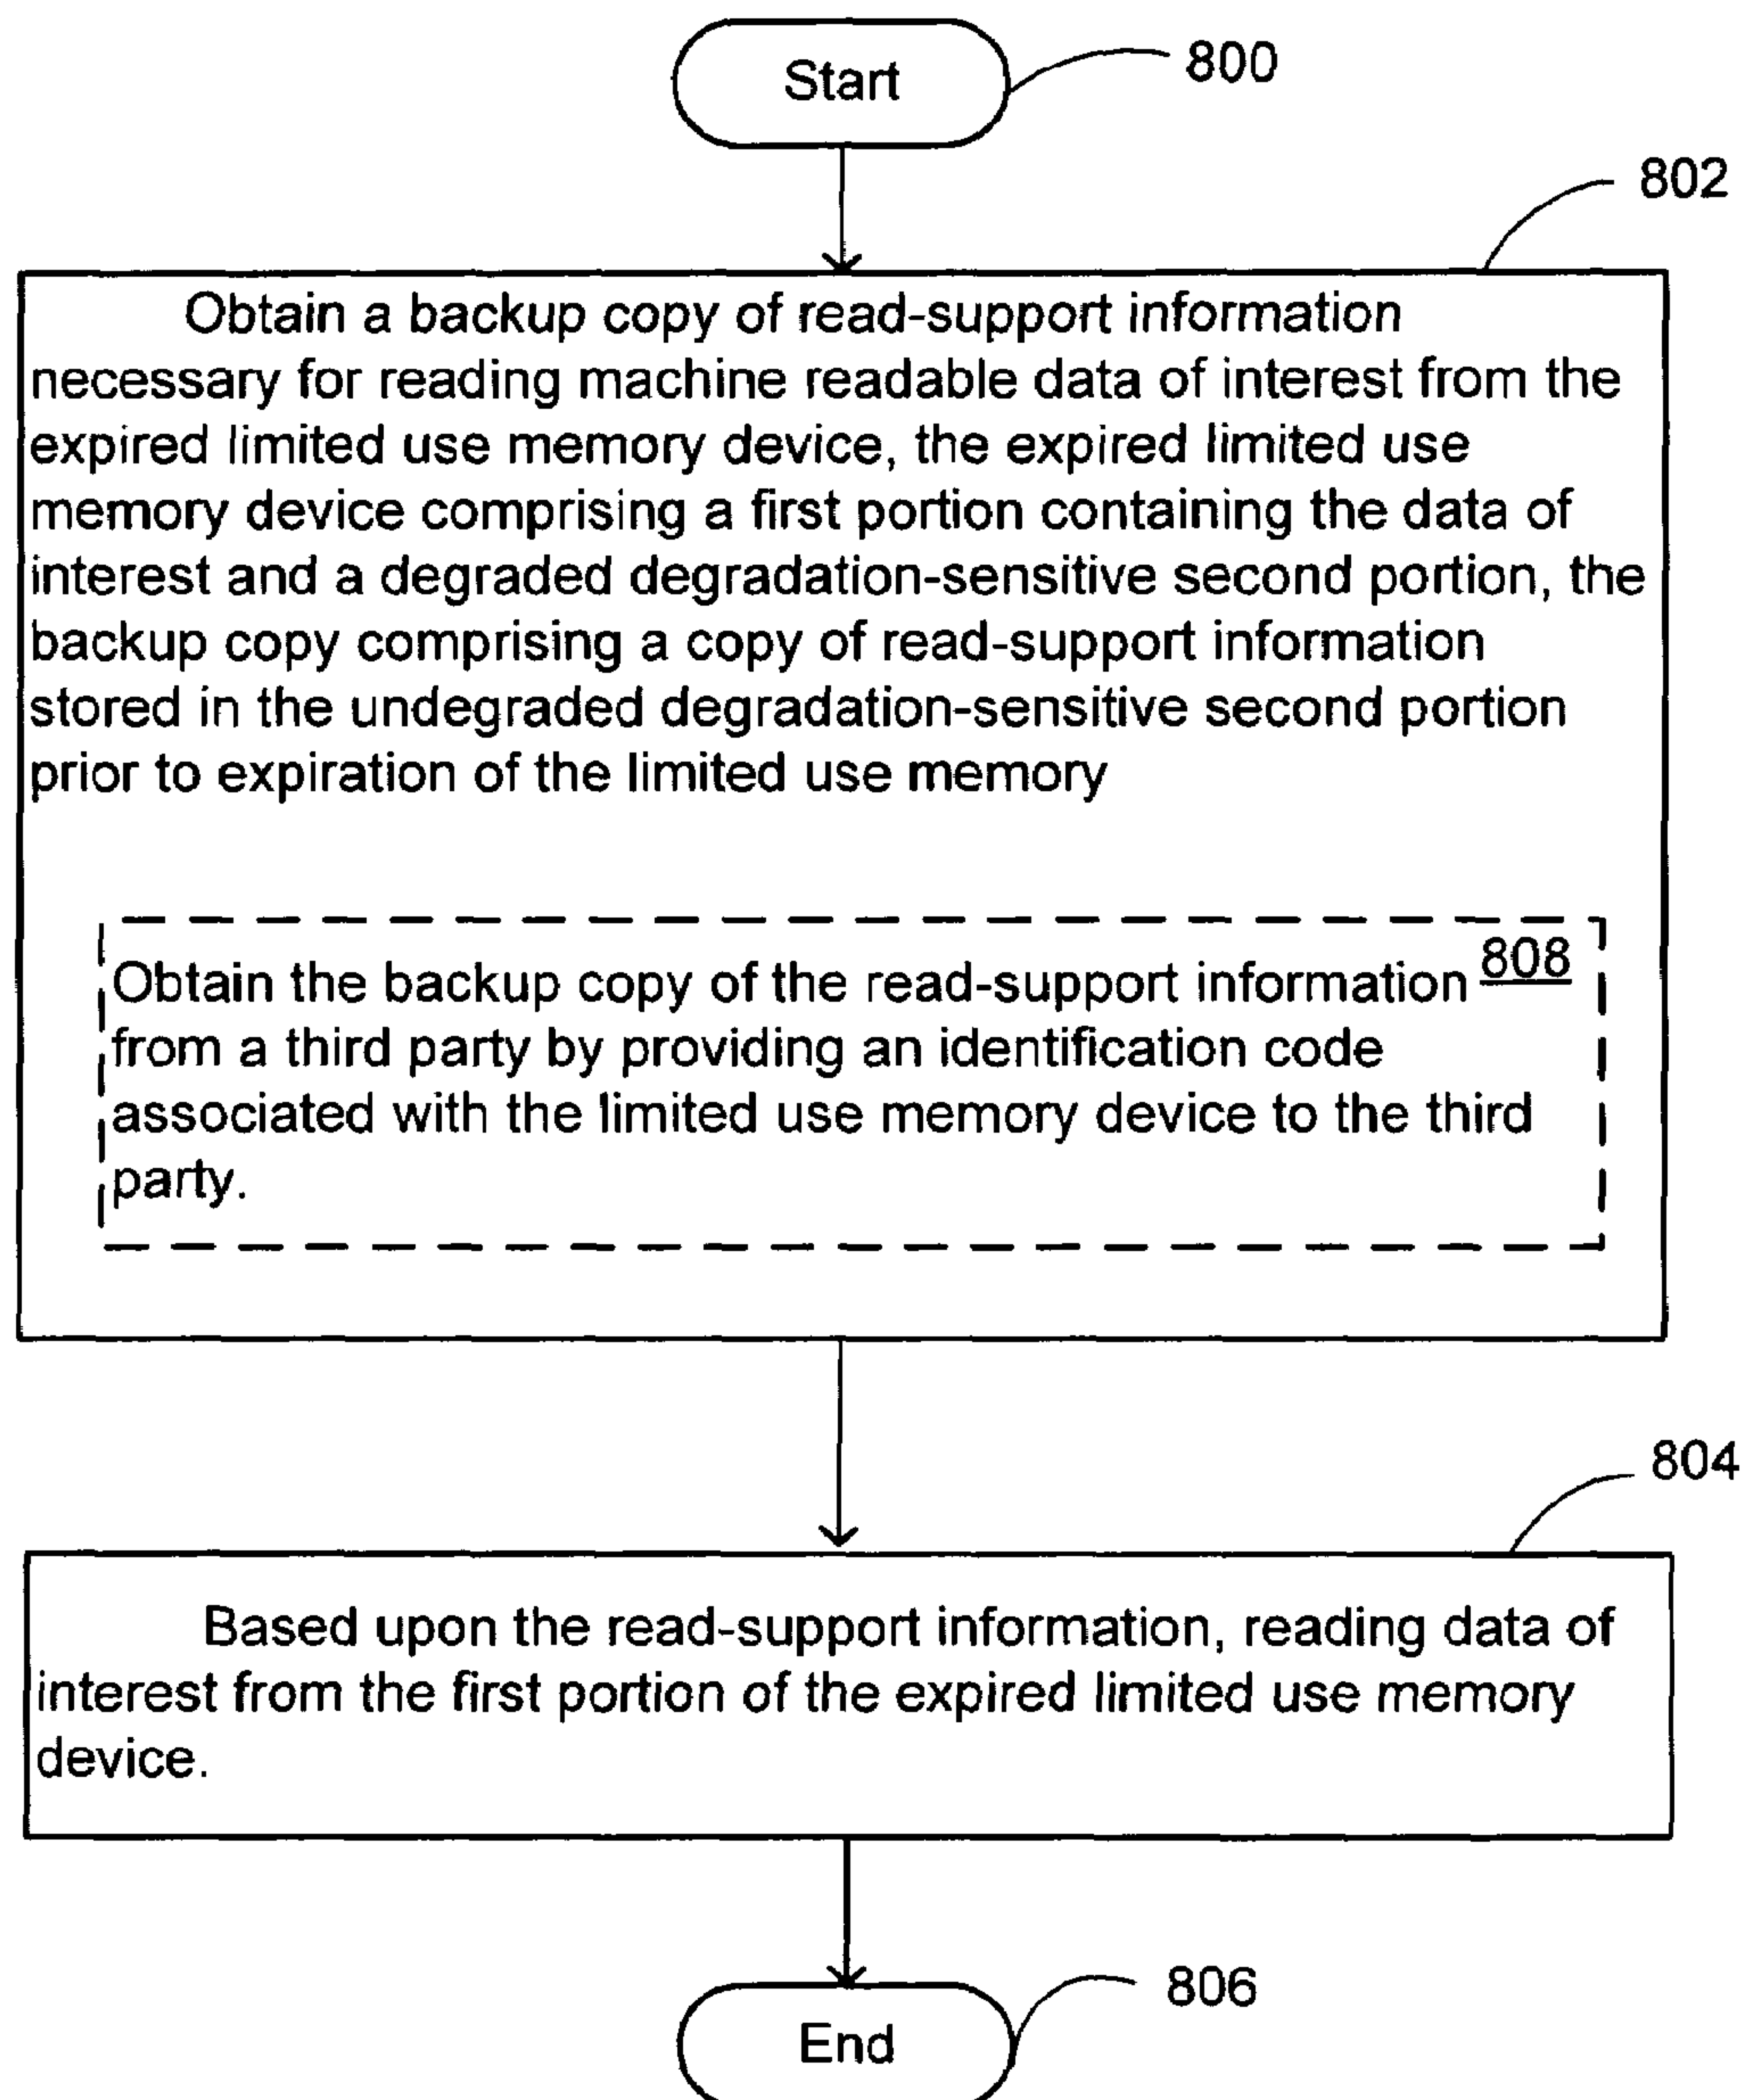 Start
800
802
Obtain a backup copy of read-support information
necessary for reading machine readable data of interest from the
expired limited use memory device, the expired limited use
memory device comprising a first portion containing the data of
interest and a degraded degradation-sensitive second portion, the
backup copy comprising a copy of read-support information
stored in the undegraded degradation-sensitive second portion
prior to expiration of the limited use memory
Obtain the backup copy of the read-support information 808
from a third party by providing an identification code
associated with the limited use memory device to the third
party.
804
Based upon the read-support information, reading data of
interest from the first portion of the expired limited use memory
device.
806
End